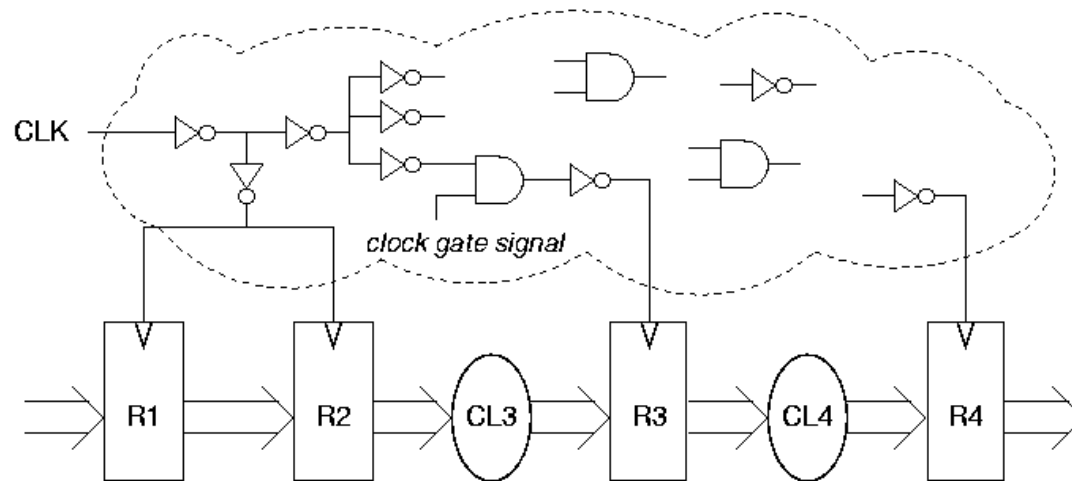 CLK
clock gate signal
R1
R2
CL3
R3
CL4
R4